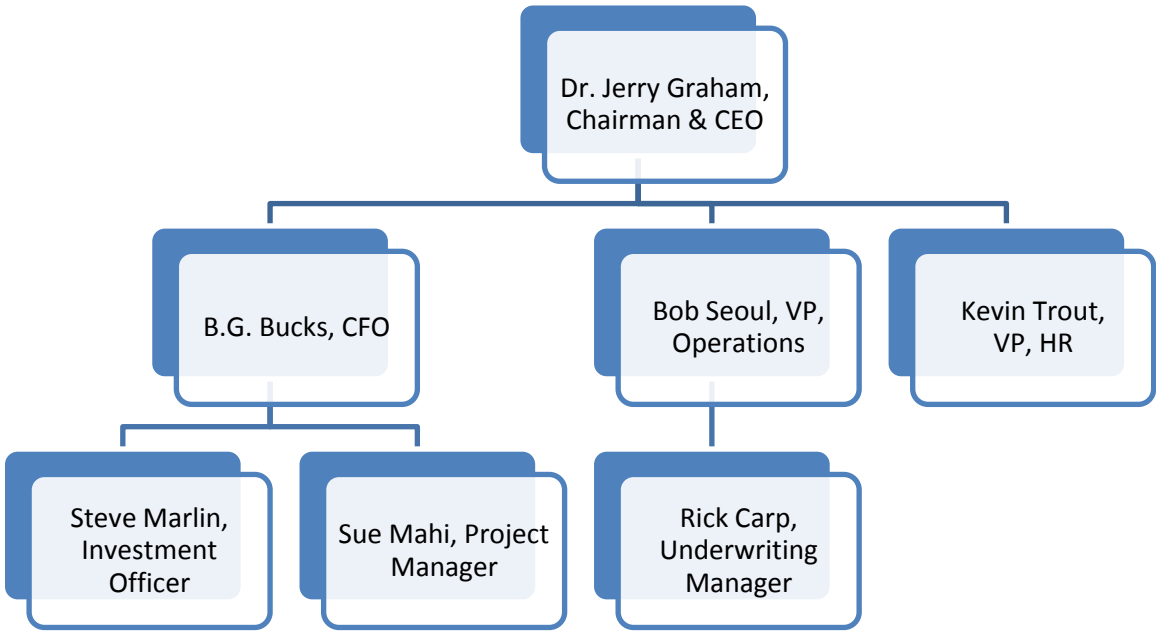 Dr. Jerry Graham,
Chairman & CEO
B.G. Bucks, CFO
Bob Seoul, VP,
Operations
Kevin Trout,
VP, HR
Steve Marlin,
Investment
Officer
Sue Mahi, Project
Manager
Rick Carp,
Underwriting
Manager